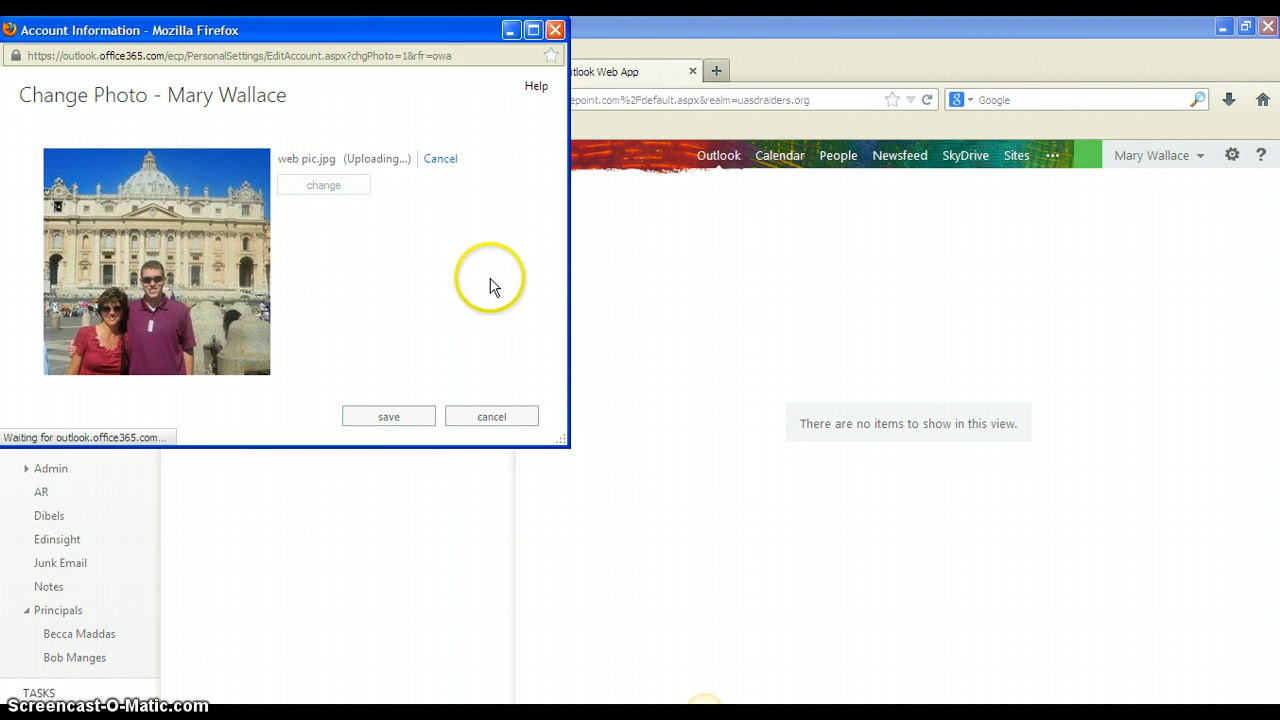 Account Information - Mozilla Firefox
https://outlook.office365.com/ecp/PersonalSettings/EditAccount.aspx?chgPhoto=1&rfr=owa
Help
Change Photo - Mary Wallace
web pic.jpg (Uploading...) Cancel
change
save cancel
Waiting for outlook.office365.com...
tlook Web App
epoint.com%2Fdefault.aspx&realm=uasdraiders.org
8 Google
Outlook Calendar People Newsfeed SkyDrive Sites ••• Mary Wallace ?
There are no items to show in this view.
Admin
AR
Dibels
Edinsight
Junk Email
Notes
Principals
Becca Maddas
Bob Manges
TASKS
Screencast-O-Matic.com